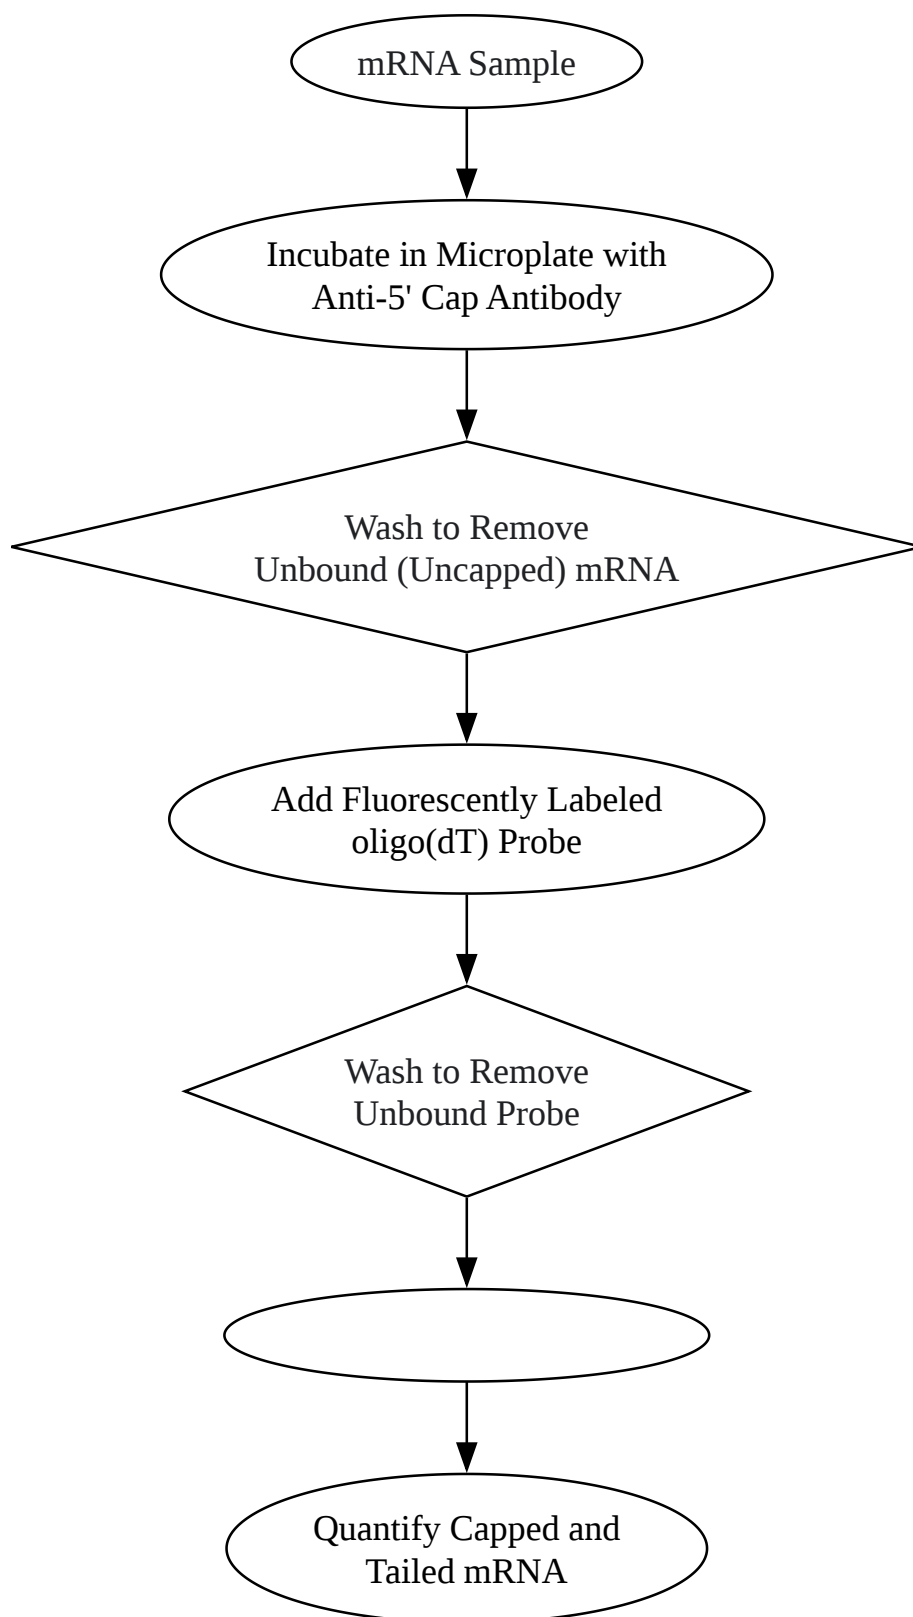 mRNA Sample
Incubate in Microplate with
Anti-5' Cap Antibody
Wash to Remove
Unbound (Uncapped) mRNA
Add Fluorescently Labeled
oligo(dT) Probe
Wash to Remove
Unbound Probe
Quantify Capped and
Tailed mRNA